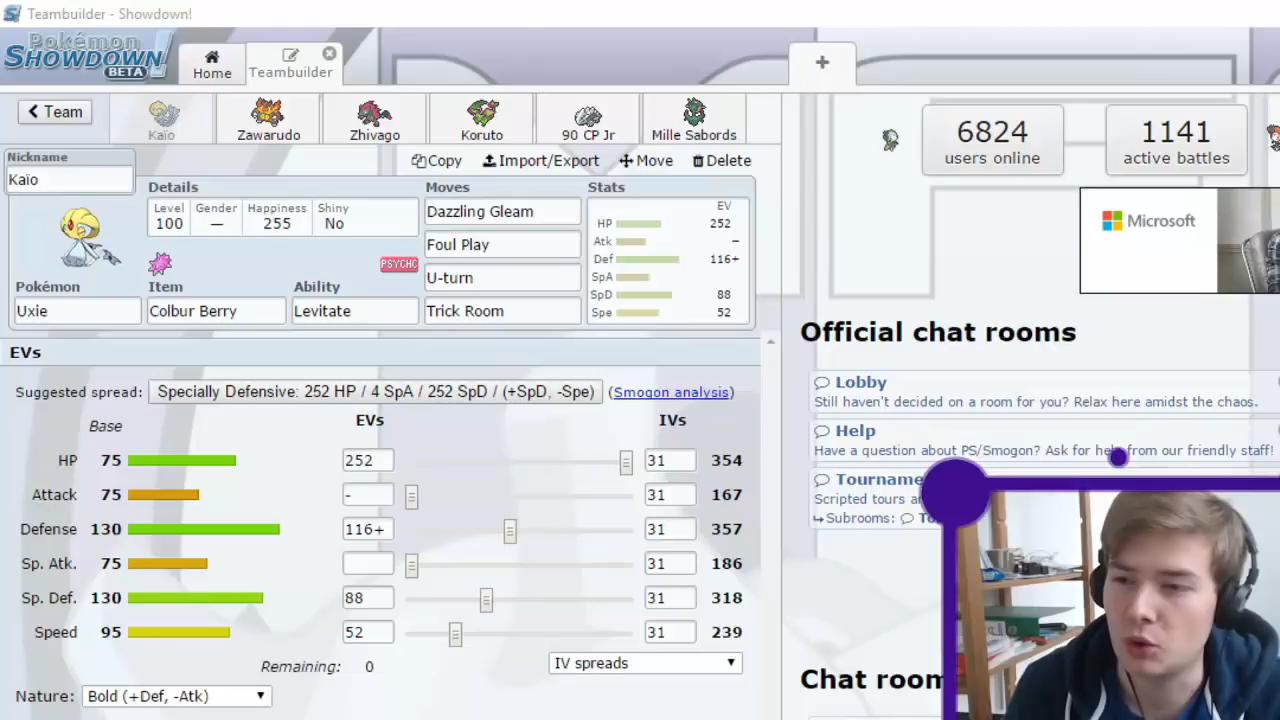 Teambuilder - Showdown!
Pokémon
SHOWDOWN!
BETA
Home
Teambuilder
+
< Team
Kaïo
Zawarudo
Zhivago
Koruto
90 CP Jr
Mille Sabords
6824
users online
1141
active battles
Nickname
Kaïo
Copy
Import/Export
Move
Delete
Details
Level
100
Gender
—
Happiness
255
Shiny
No
PSYCHO
Pokémon
Uxie
Item
Colbur Berry
Ability
Levitate
Moves
Dazzling Gleam
Foul Play
U-turn
Trick Room
Stats
EV
HP 252
Atk –
Def 116+
SpA
SpD 88
Spe 52
Microsoft
EVs
Suggested spread: Specially Defensive: 252 HP / 4 SpA / 252 SpD / (+SpD, -Spe) (Smogon analysis)
Base EVs IVs
HP 75 252 31 354
Attack 75 - 31 167
Defense 130 116+ 31 357
Sp. Atk. 75 31 186
Sp. Def. 130 88 31 318
Speed 95 52 31 239
Remaining: 0
IV spreads
Nature: Bold (+Def, -Atk)
Official chat rooms
Lobby
Still haven't decided on a room for you? Relax here amidst the chaos.
Help
Have a question about PS/Smogon? Ask for help from our friendly staff!
Tourname
Scripted tours a
Subrooms: To
Chat room